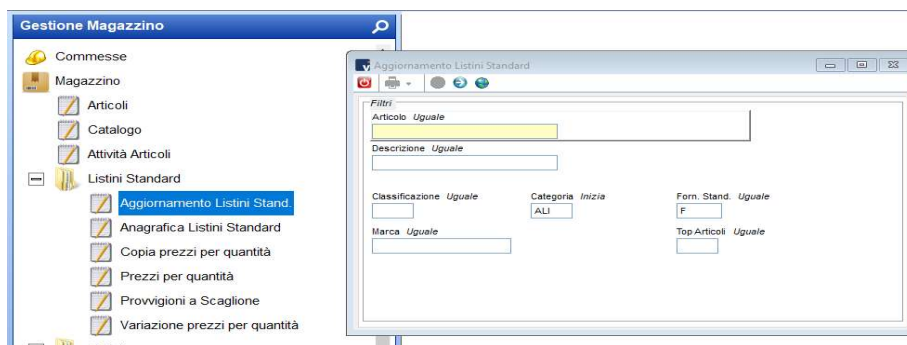 Gestione Magazzino
Commesse
Magazzino
Articoli
Catalogo
Attività Articoli
Listini Standard
Aggiornamento Listini Stand.
Anagrafica Listini Standard
Copia prezzi per quantità
Prezzi per quantità
Provvigioni a Scaglione
Variazione prezzi per quantità
Aggiornamento Listini Standard
Filtri
Articolo Uguale
Descrizione Uguale
Classificazione Uguale Categoria Inizia Forn. Stand. Uguale
ALI F
Marca Uguale Top Articoli Uguale